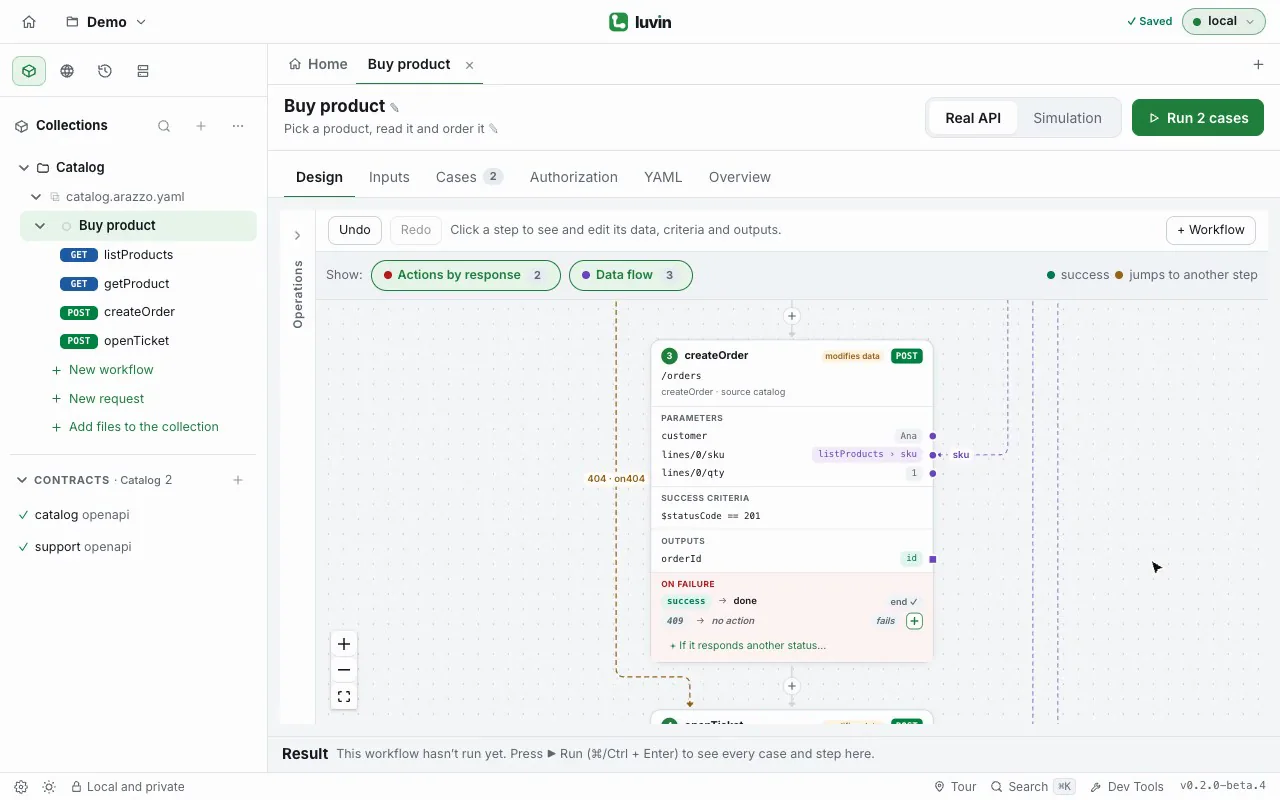 Demo
luvin
Saved
local
Home
Buy product
Collections
Buy product
Pick a product, read it and order it
Real API
Simulation
Run 2 cases
Catalog
catalog.arazzo.yaml
Buy product
GET listProducts
GET getProduct
POST createOrder
POST openTicket
+ New workflow
+ New request
+ Add files to the collection
CONTRACTS · Catalog 2
catalog openapi
support openapi
Design
Inputs
Cases 2
Authorization
YAML
Overview
Operations
Undo
Redo
Click a step to see and edit its data, criteria and outputs.
+ Workflow
Show:
Actions by response 2
Data flow 3
success
jumps to another step
3 createOrder
modifies data
POST
/orders
createOrder · source catalog
PARAMETERS
customer Ana
lines/0/sku listProducts › sku
sku
lines/0/qty 1
404 · on404
SUCCESS CRITERIA
$statusCode == 201
OUTPUTS
orderId id
ON FAILURE
success → done end ✓
409 → no action fails
+ If it responds another status...
Result This workflow hasn't run yet. Press ▶ Run (⌘/Ctrl + Enter) to see every case and step here.
Local and private
Tour
Search ⌘K
Dev Tools
v0.2.0-beta.4